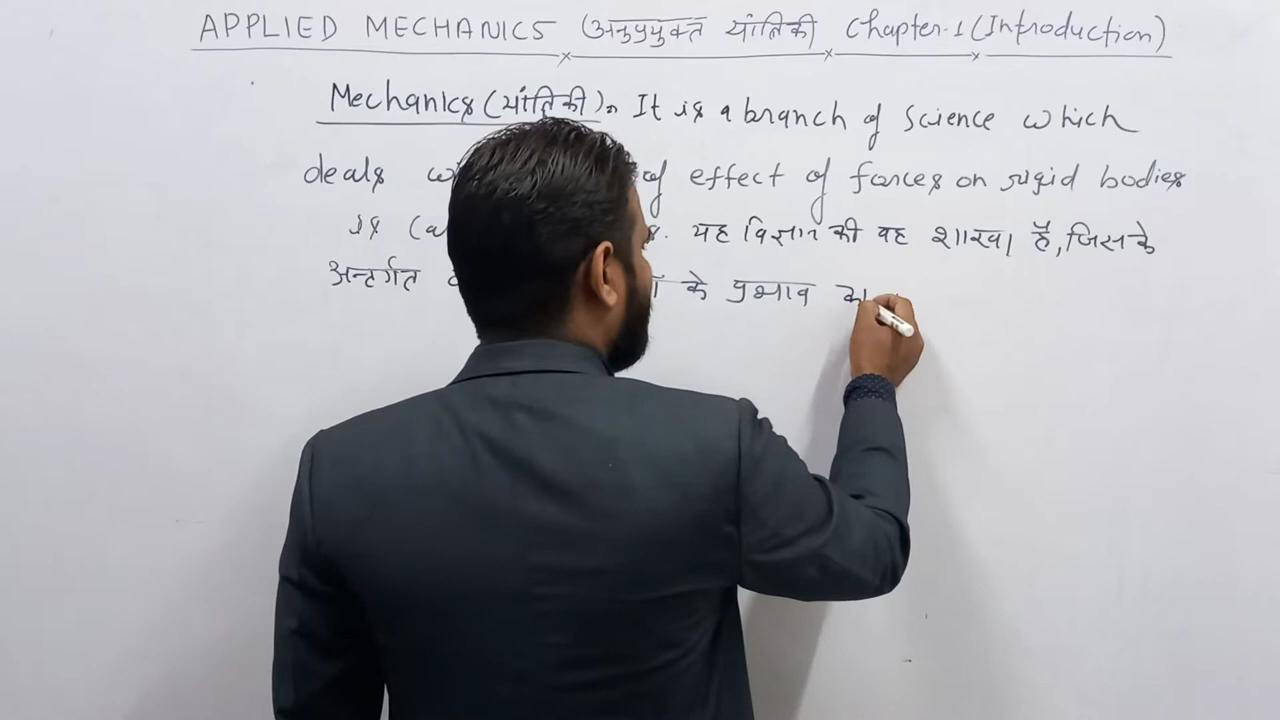 APPLIED MECHANICS (अनुप्रयुक्त यांत्रिकी) Chapter-1 (Introduction)
Mechanics (यांत्रिकी):- It is a branch of Science which
deals of effect of forces on rigid bodies
is यह विज्ञान की वह शाखा है, जिसके
अन्तर्गत के प्रभाव का